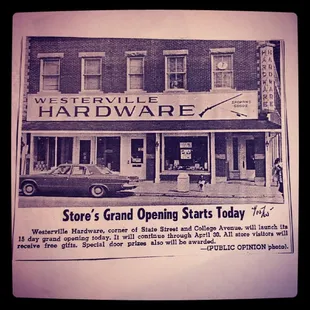 WESTERVILLE
HARDWARE
SPORTING
GOODS
HARDWARE
Store's Grand Opening Starts Today
Westerville Hardware, corner of State Street and College Avenue, will launch its
15 day grand opening today. It will continue through April 30. All store visitors will
receive free gifts. Special door prizes also will be awarded.
—(PUBLIC OPINION photo).